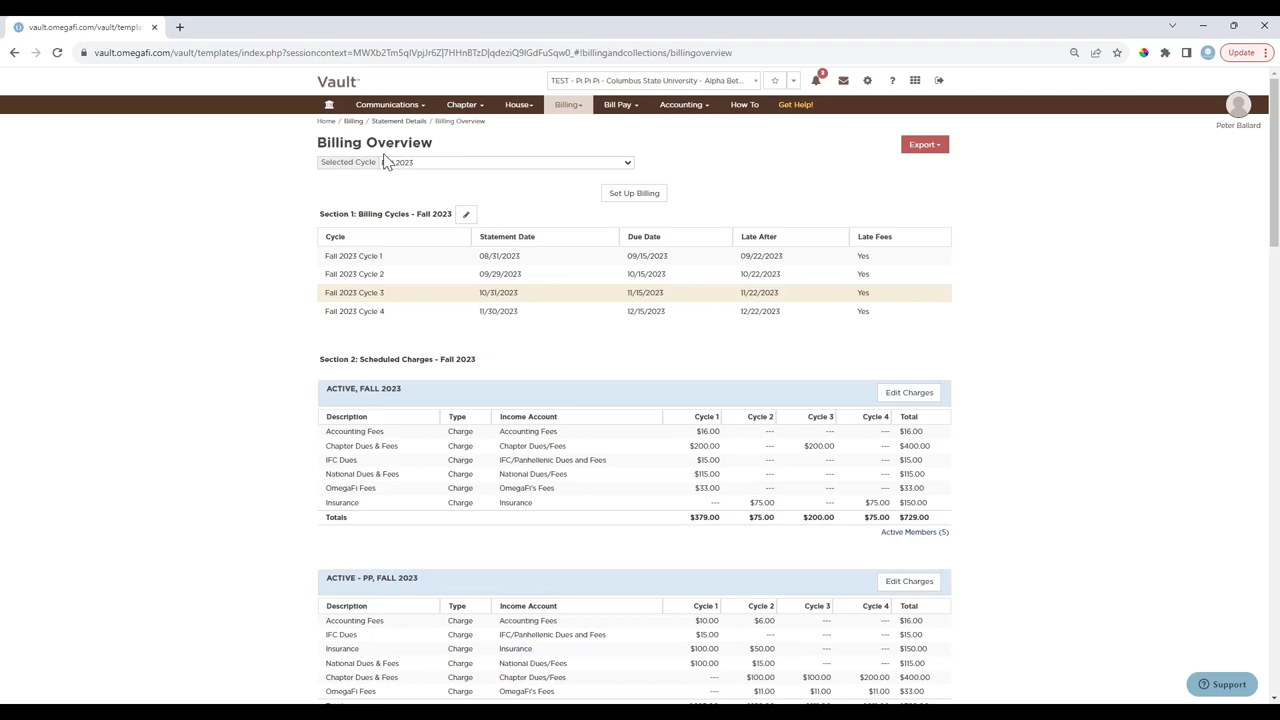 vault.omegafi.com/vault/templa
vault.omegafi.com/vault/templates/index.php?sessioncontext=MWXb2Tm5qIVpjJr6Z|7HHnBTzD|qdeziQ9IGdFuSqw0_#!billingandcollections/billingoverview
Update
Vault
TEST - Pi Pi Pi - Columbus State University - Alpha Bet...
Communications Chapter House Billing Bill Pay Accounting How To Get Help!
Peter Ballard
Home / Billing / Statement Details / Billing Overview
Billing Overview
Export
Selected Cycle 2023
Set Up Billing
Section 1: Billing Cycles - Fall 2023
Cycle Statement Date Due Date Late After Late Fees
Fall 2023 Cycle 1 08/31/2023 09/15/2023 09/22/2023 Yes
Fall 2023 Cycle 2 09/29/2023 10/15/2023 10/22/2023 Yes
Fall 2023 Cycle 3 10/31/2023 11/15/2023 11/22/2023 Yes
Fall 2023 Cycle 4 11/30/2023 12/15/2023 12/22/2023 Yes
Section 2: Scheduled Charges - Fall 2023
ACTIVE, FALL 2023 Edit Charges
Description Type Income Account Cycle 1 Cycle 2 Cycle 3 Cycle 4 Total
Accounting Fees Charge Accounting Fees $16.00 --- --- --- $16.00
Chapter Dues & Fees Charge Chapter Dues/Fees $200.00 --- $200.00 --- $400.00
IFC Dues Charge IFC/Panhellenic Dues and Fees $15.00 --- --- --- $15.00
National Dues & Fees Charge National Dues/Fees $115.00 --- --- --- $115.00
OmegaFi Fees Charge OmegaFi's Fees $33.00 --- --- --- $33.00
Insurance Charge Insurance --- $75.00 --- $75.00 $150.00
Totals $379.00 $75.00 $200.00 $75.00 $729.00
Active Members (5)
ACTIVE - PP, FALL 2023 Edit Charges
Description Type Income Account Cycle 1 Cycle 2 Cycle 3 Cycle 4 Total
Accounting Fees Charge Accounting Fees $10.00 $6.00 --- --- $16.00
IFC Dues Charge IFC/Panhellenic Dues and Fees $15.00 --- --- --- $15.00
Insurance Charge Insurance $100.00 $50.00 --- --- $150.00
National Dues & Fees Charge National Dues/Fees $100.00 $15.00 --- --- $115.00
Chapter Dues & Fees Charge Chapter Dues/Fees --- $100.00 $100.00 $200.00 $400.00
OmegaFi Fees Charge OmegaFi's Fees --- $11.00 $11.00 $11.00 $33.00
Support